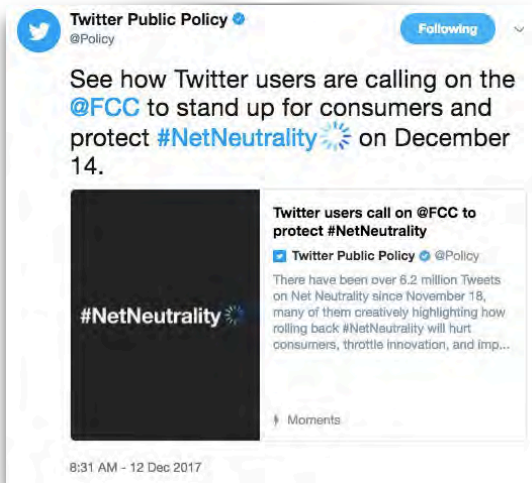 Twitter Public Policy
@Policy
Following
See how Twitter users are calling on the
@FCC to stand up for consumers and
protect #NetNeutrality on December
14.
#NetNeutrality
Twitter users call on @FCC to
protect #NetNeutrality
Twitter Public Policy @Policy
There have been over 6.2 million Tweets
on Net Neutrality since November 18,
many of them creatively highlighting how
rolling back #NetNeutrality will hurt
consumers, throttle innovation, and imp...
Moments
8:31 AM - 12 Dec 2017